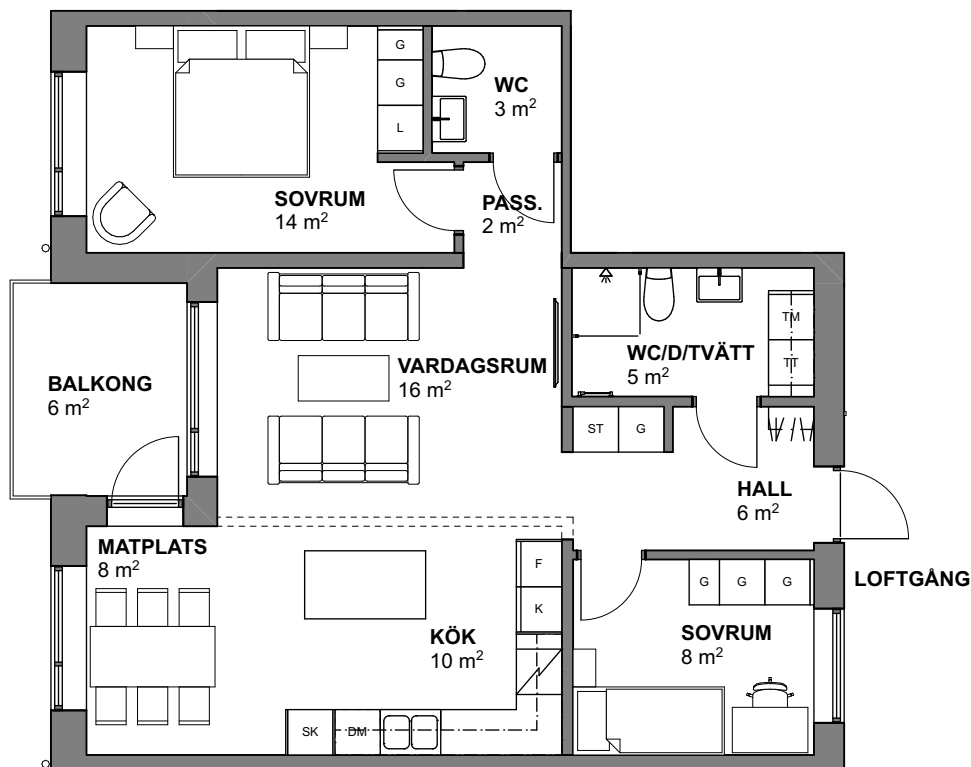 G
G
L
WC
3 m²
SOVRUM
14 m²
PASS.
2 m²
BALKONG
6 m²
VARDAGSRUM
16 m²
WC/D/TVÄTT
5 m²
TM
TT
ST G
HALL
6 m²
LOFTGÅNG
MATPLATS
8 m²
F
K
KÖK
10 m²
SK DM
G G G
SOVRUM
8 m²